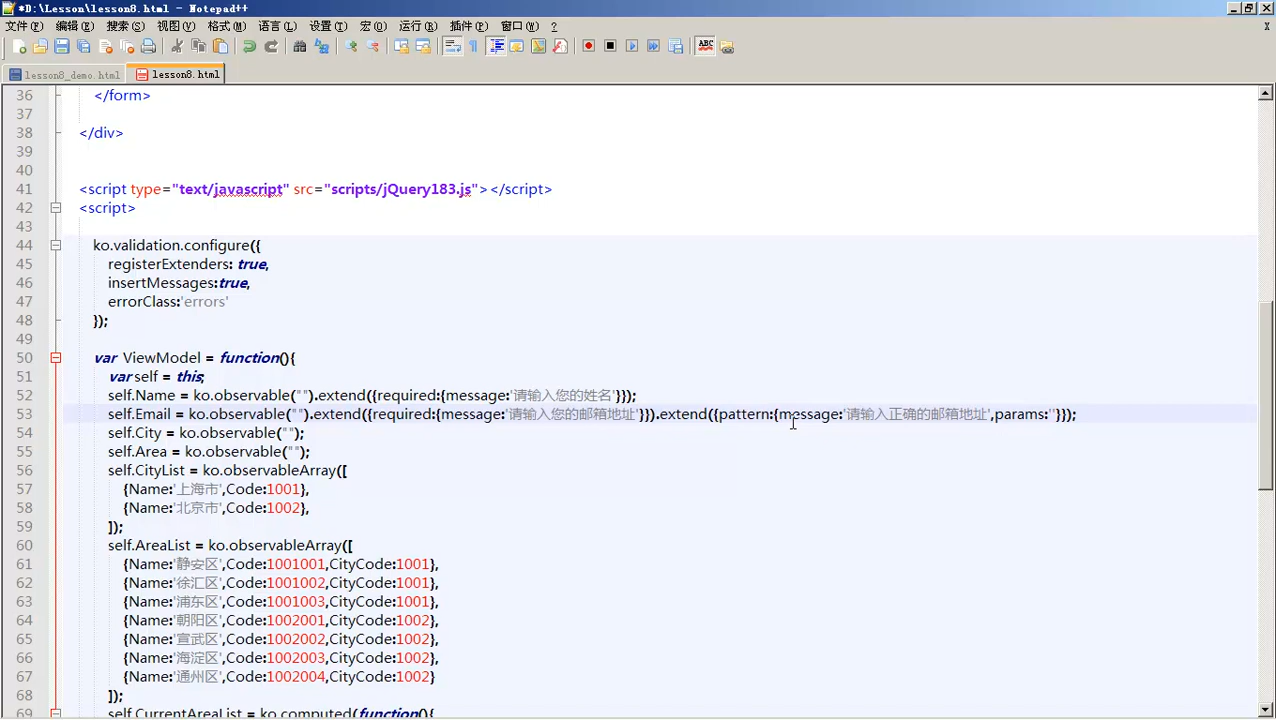 *D:\Lesson\lesson8.html - Notepad++
文件(F) 编辑(E) 搜索(S) 视图(V) 格式(M) 语言(L) 设置(T) 宏(O) 运行(R) 插件(P) 窗口(W) ? X
lesson8_demo.html lesson8.html
36 </form>
37
38 </div>
39
40
41 <script type="text/javascript" src="scripts/jQuery183.js"></script>
42 <script>
43
44 ko.validation.configure({
45 registerExtenders: true,
46 insertMessages:true,
47 errorClass:'errors'
48 });
49
50 var ViewModel = function(){
51 var self = this;
52 self.Name = ko.observable("").extend({required:{message:'请输入您的姓名'}});
53 self.Email = ko.observable("").extend({required:{message:'请输入您的邮箱地址'}}).extend({pattern:{message:'请输入正确的邮箱地址',params:''}});
54 self.City = ko.observable("");
55 self.Area = ko.observable("");
56 self.CityList = ko.observableArray([
57 {Name:'上海市',Code:1001},
58 {Name:'北京市',Code:1002},
59 ]);
60 self.AreaList = ko.observableArray([
61 {Name:'静安区',Code:1001001,CityCode:1001},
62 {Name:'徐汇区',Code:1001002,CityCode:1001},
63 {Name:'浦东区',Code:1001003,CityCode:1001},
64 {Name:'朝阳区',Code:1002001,CityCode:1002},
65 {Name:'宣武区',Code:1002002,CityCode:1002},
66 {Name:'海淀区',Code:1002003,CityCode:1002},
67 {Name:'通州区',Code:1002004,CityCode:1002}
68 ]);
69 self.CurrentAreaList = ko.computed(function(){